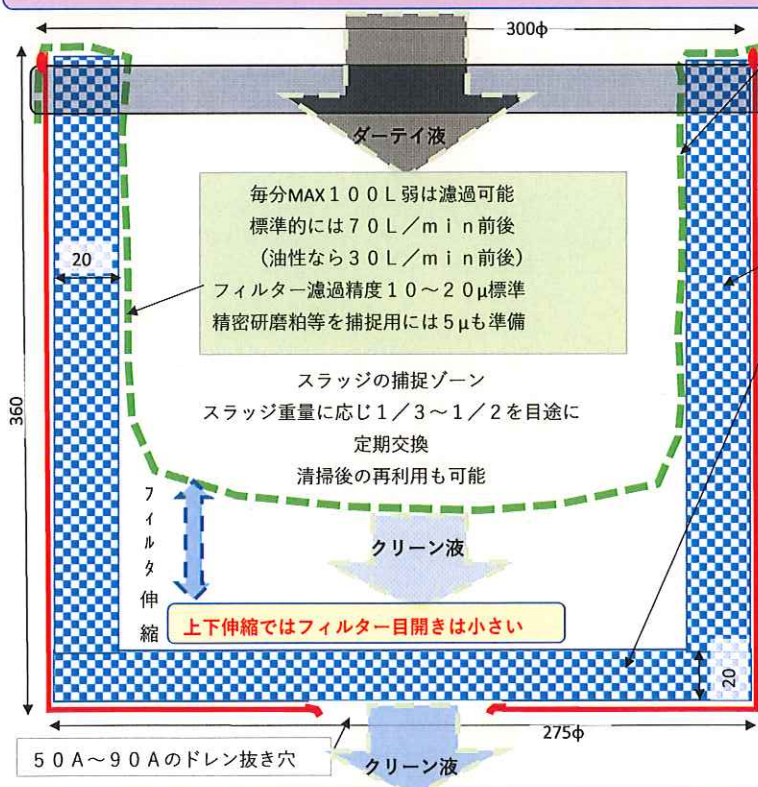 300ф
ダーテイ液
毎分MAX１００L弱は濾過可能
標準的には７０L／ｍｉｎ前後
（油性なら３０L／ｍｉｎ前後）
フィルター濾過精度１０～２０μ標準
精密研磨粕等を捕捉用には５μも準備
20
360
スラッジの捕捉ゾーン
スラッジ重量に応じ１／３～１／２を目途に
定期交換
清掃後の再利用も可能
フィルタ伸縮
クリーン液
上下伸縮ではフィルター目開きは小さい
20
275ф
５０A～９０Aのドレン抜き穴
クリーン液